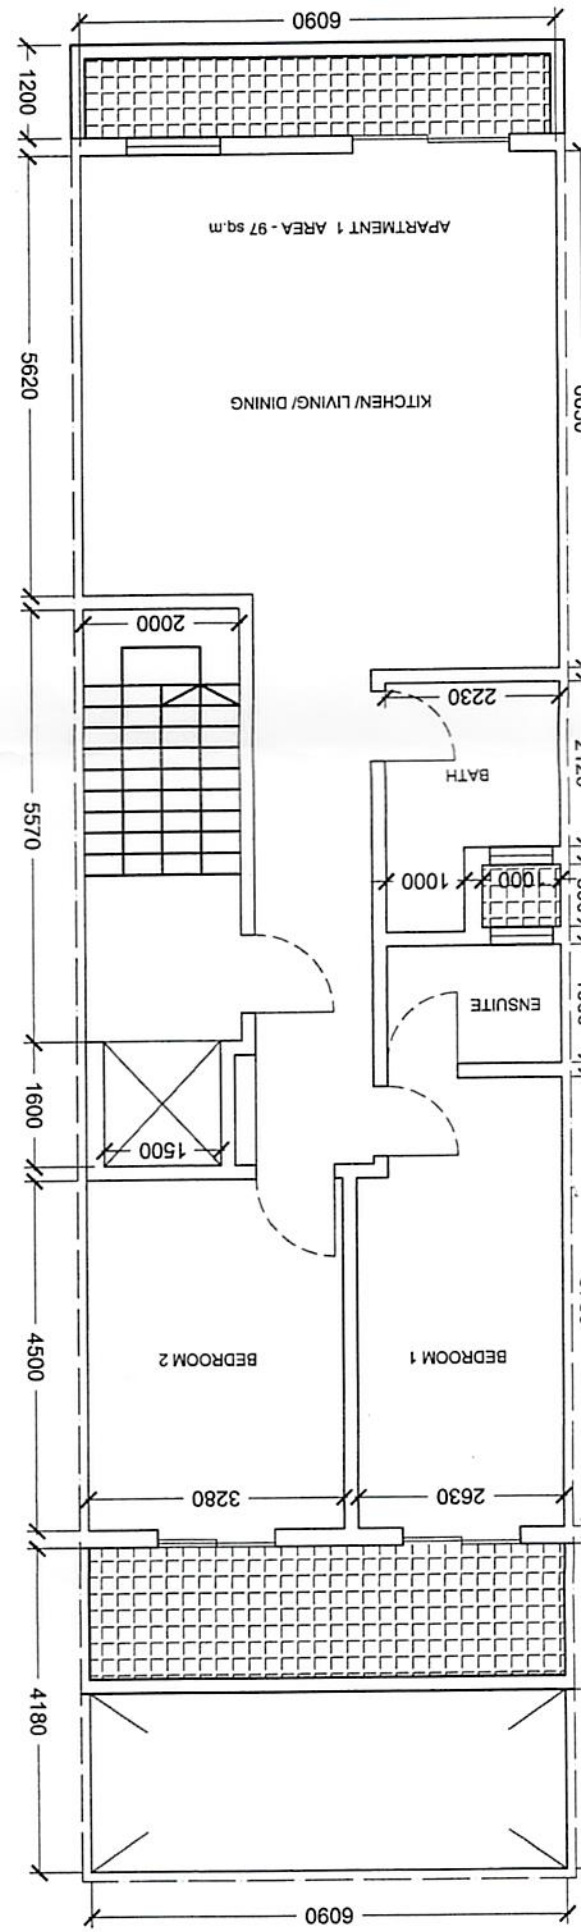 6090
1200
APARTMENT 1 AREA - 97 sq.m
5620
KITCHEN/ LIVING/ DINING
2000
2230
BATH
5570
1000
1000
ENSUITE
1600
1500
BEDROOM 2
BEDROOM 1
4500
3280
2630
4180
6090